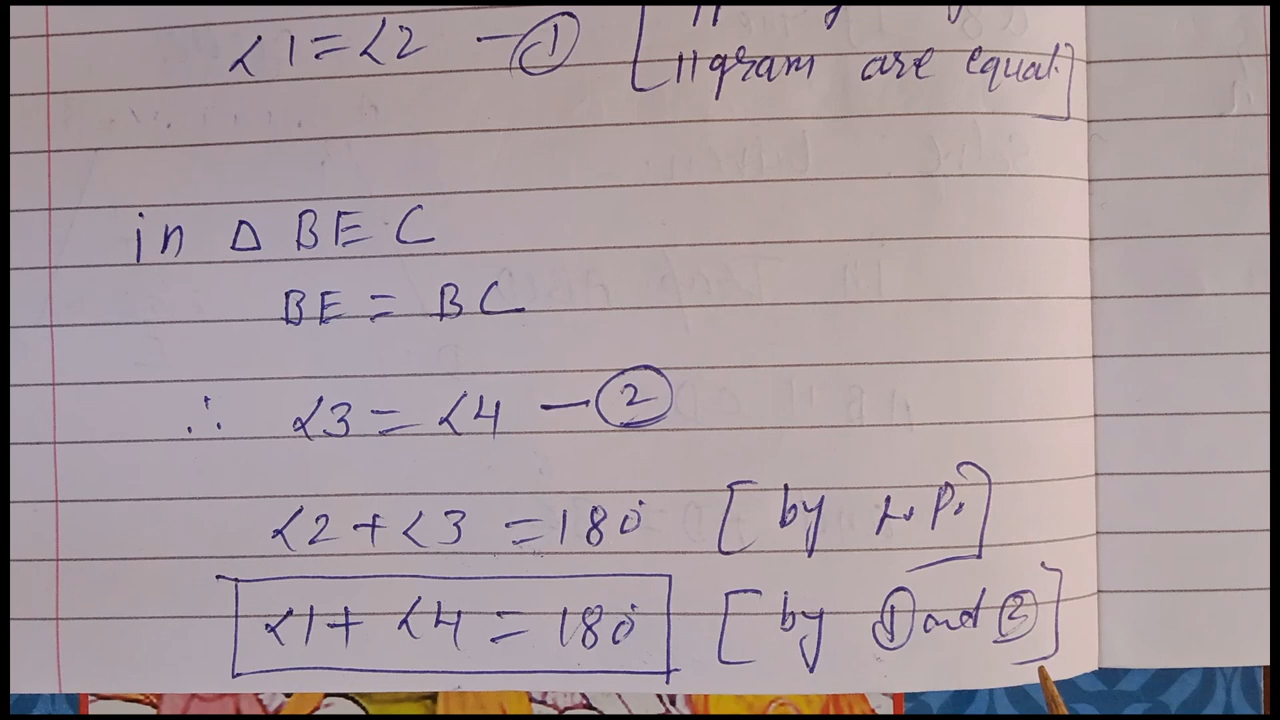 ∠1 = ∠2 — ①
||gram are equal]
in Δ BEC
BE = BC
∴ ∠3 = ∠4 — ②
∠2 + ∠3 = 180° [by L.P.]
∠1 + ∠4 = 180° [by ① and ②]